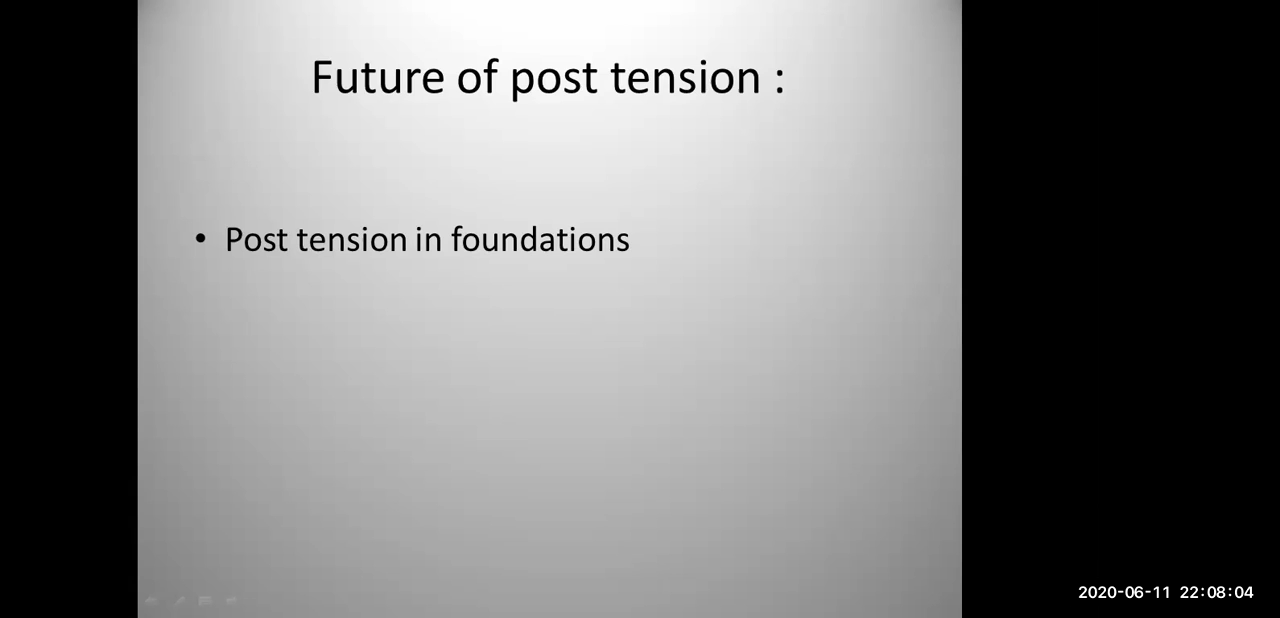 Future of post tension :
• Post tension in foundations
2020-06-11 22:08:04